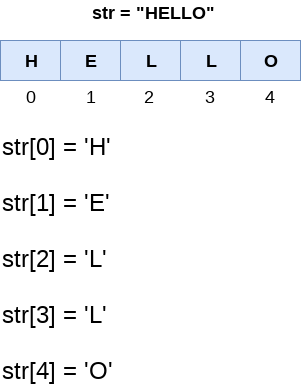 str = "HELLO"
H E L L O
0 1 2 3 4
str[0] = 'H'
str[1] = 'E'
str[2] = 'L'
str[3] = 'L'
str[4] = 'O'